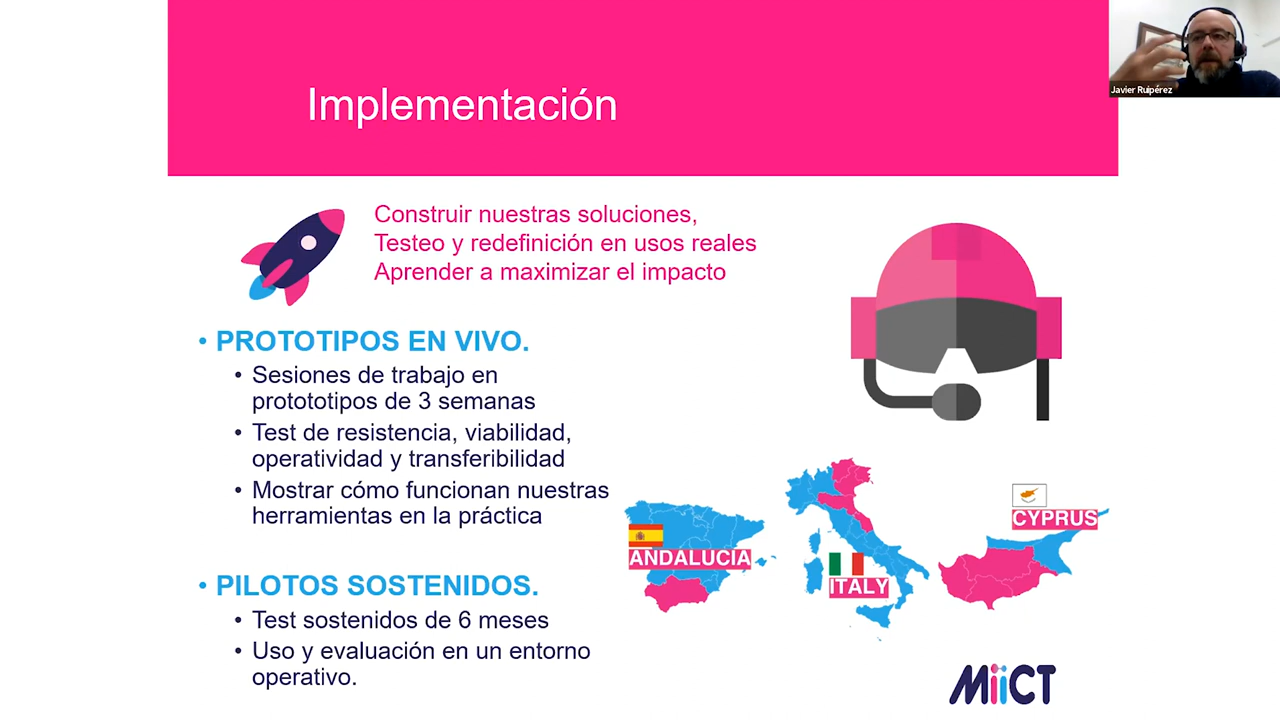 Implementación
Javier Ruipérez
Construir nuestras soluciones,
Testeo y redefinición en usos reales
Aprender a maximizar el impacto
• PROTOTIPOS EN VIVO.
• Sesiones de trabajo en
protototipos de 3 semanas
• Test de resistencia, viabilidad,
operatividad y transferibilidad
• Mostrar cómo funcionan nuestras
herramientas en la práctica
• PILOTOS SOSTENIDOS.
• Test sostenidos de 6 meses
• Uso y evaluación en un entorno
operativo.
ANDALUCIA
ITALY
CYPRUS
MiiCT